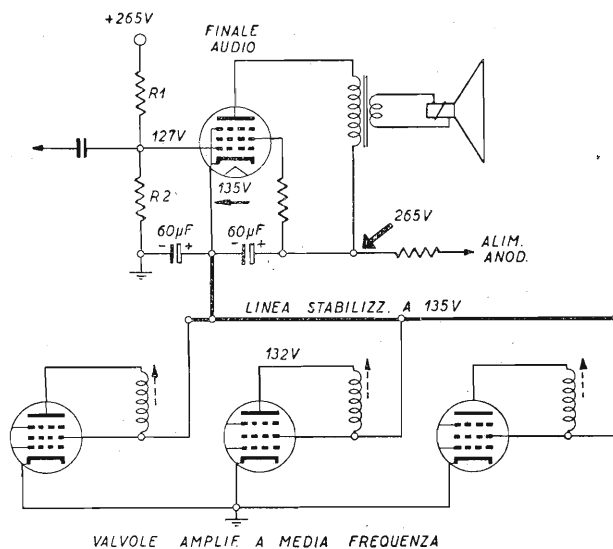 +265V
FINALE
AUDIO
R1
127V
135V
R2
60µF
- +
60µF
- +
265V
ALIM.
ANOD.
LINEA STABILIZZ. A 135V
132V
VALVOLE AMPLIF. A MEDIA FREQUENZA